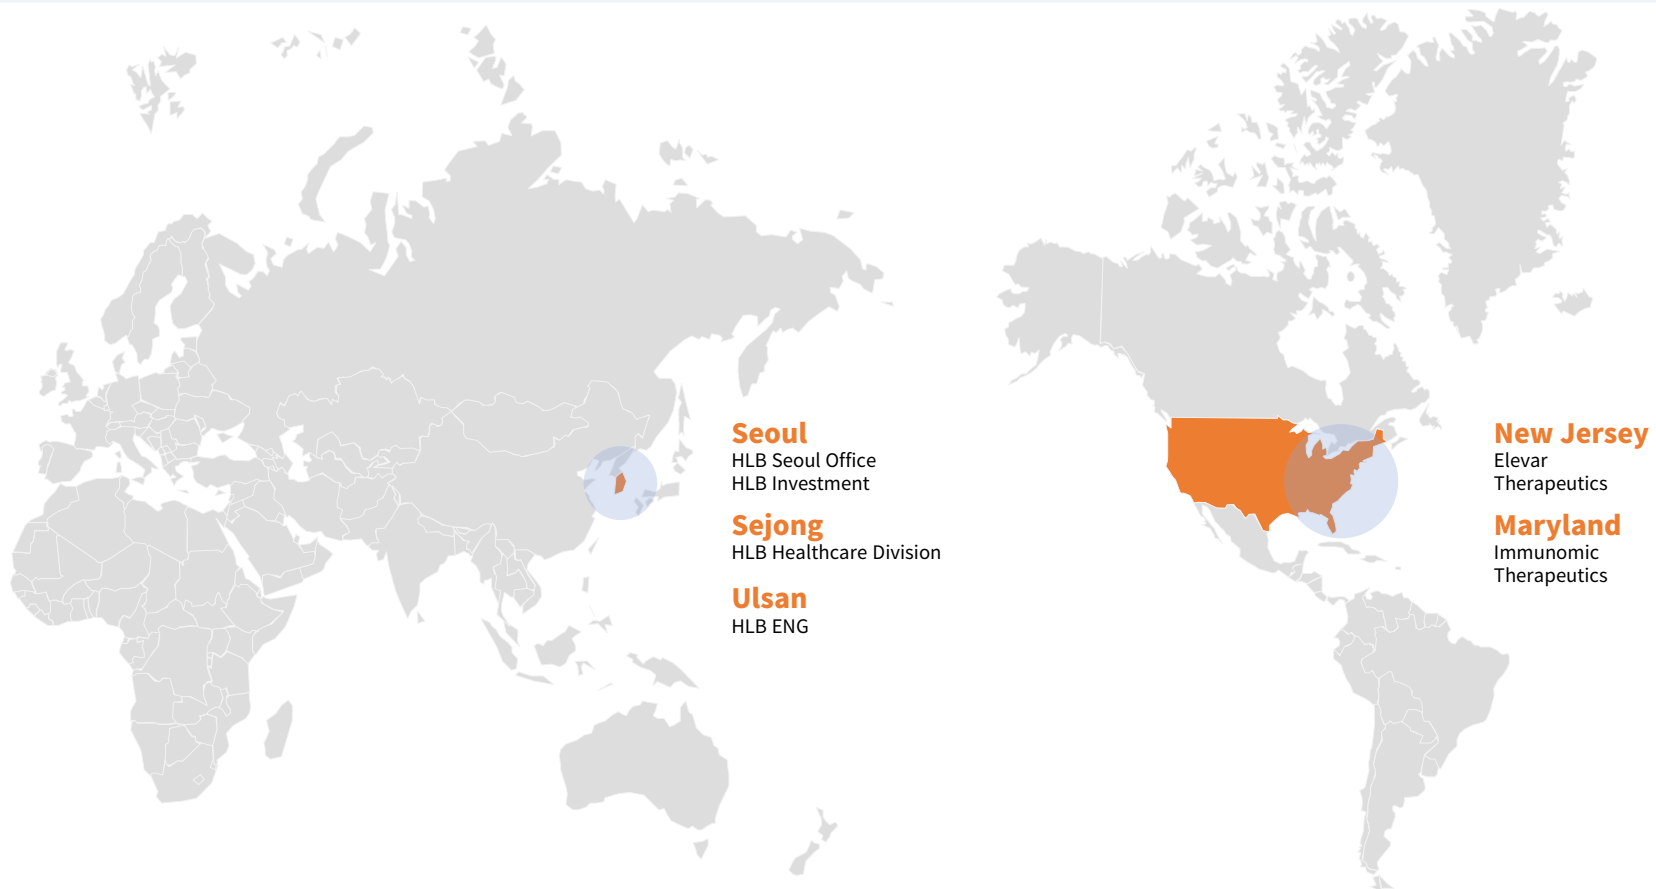 Seoul
HLB Seoul Office
HLB Investment
Sejong
HLB Healthcare Division
Ulsan
HLB ENG
New Jersey
Elevar
Therapeutics
Maryland
Immunomic
Therapeutics